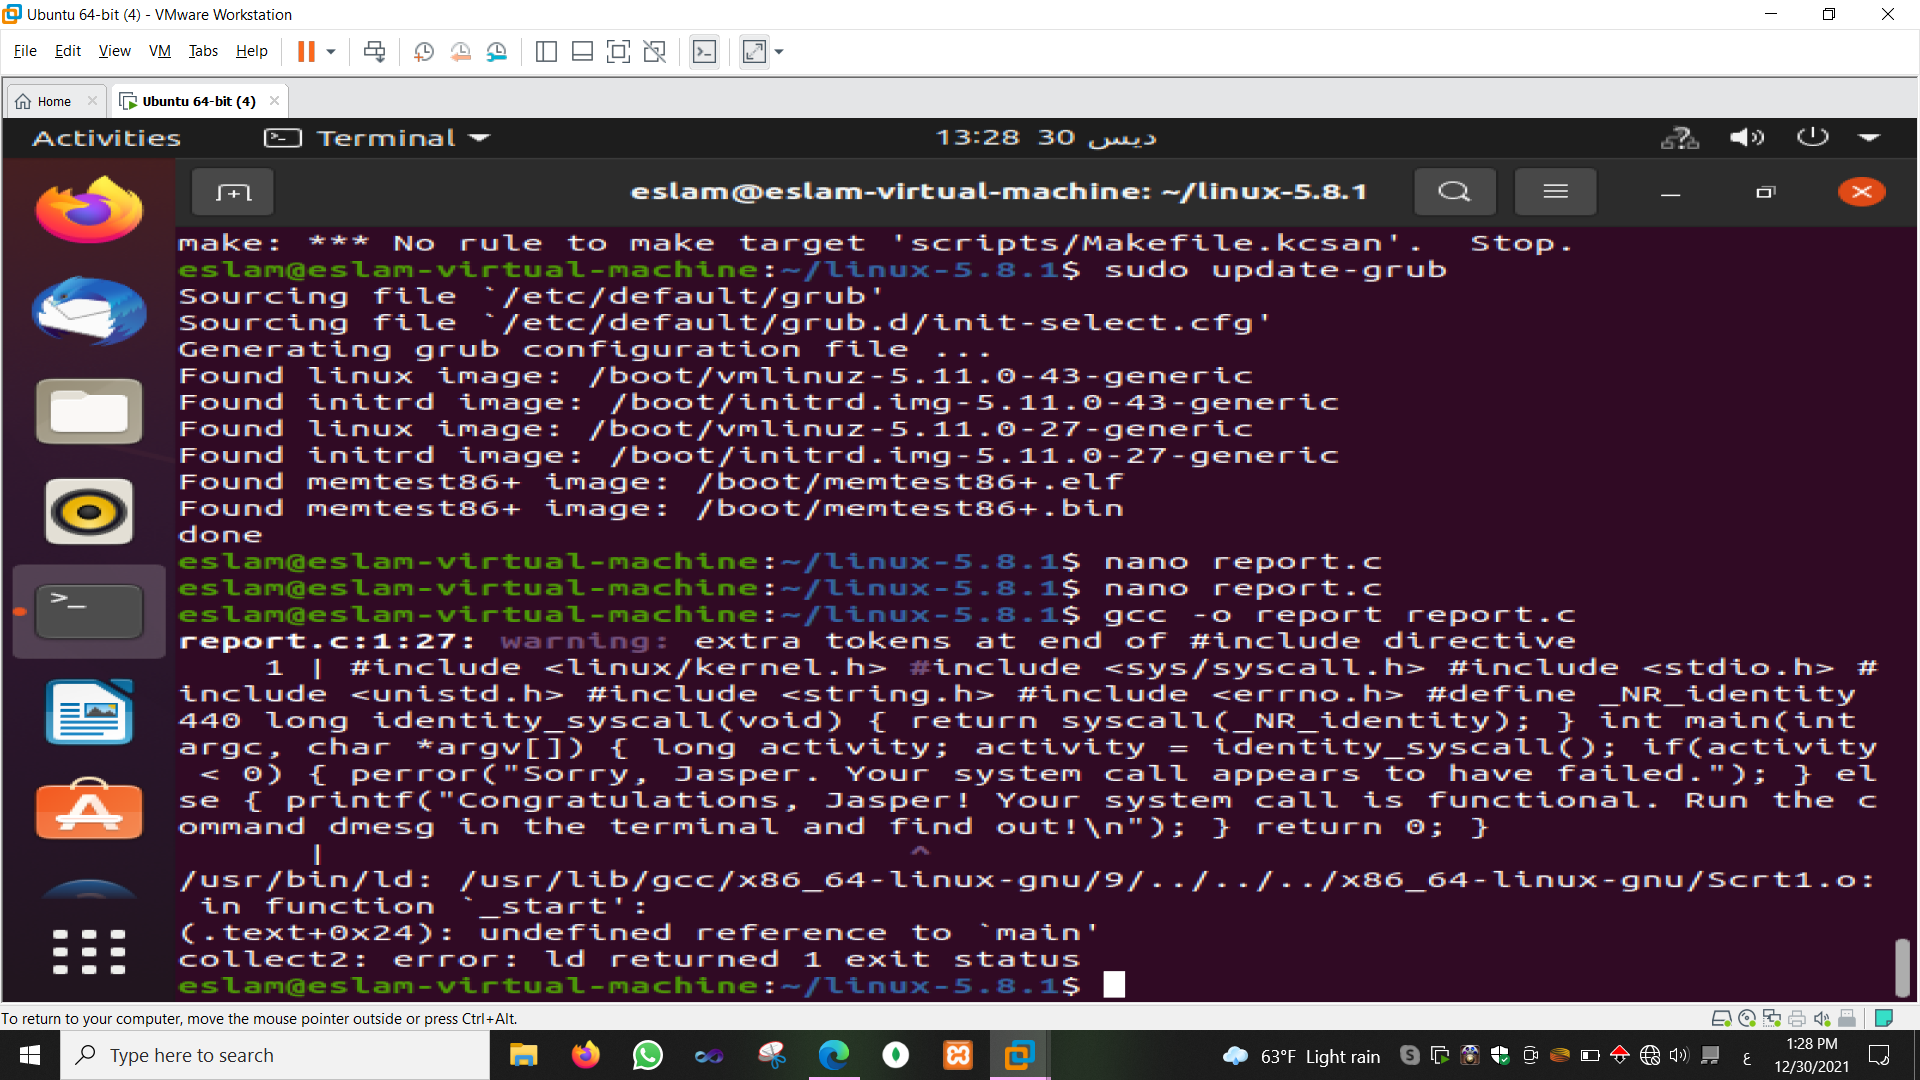 Ubuntu 64-bit (4) - VMware Workstation
File Edit View VM Tabs Help
Home
Ubuntu 64-bit (4)
Activities
Terminal
13:28 30 ديس
eslam@eslam-virtual-machine: ~/linux-5.8.1
make: *** No rule to make target 'scripts/Makefile.kcsan'.  Stop.
eslam@eslam-virtual-machine:~/linux-5.8.1$ sudo update-grub
Sourcing file `/etc/default/grub'
Sourcing file `/etc/default/grub.d/init-select.cfg'
Generating grub configuration file ...
Found linux image: /boot/vmlinuz-5.11.0-43-generic
Found initrd image: /boot/initrd.img-5.11.0-43-generic
Found linux image: /boot/vmlinuz-5.11.0-27-generic
Found initrd image: /boot/initrd.img-5.11.0-27-generic
Found memtest86+ image: /boot/memtest86+.elf
Found memtest86+ image: /boot/memtest86+.bin
done
eslam@eslam-virtual-machine:~/linux-5.8.1$ nano report.c
eslam@eslam-virtual-machine:~/linux-5.8.1$ nano report.c
eslam@eslam-virtual-machine:~/linux-5.8.1$ gcc -o report report.c
report.c:1:27: warning: extra tokens at end of #include directive
    1 | #include <linux/kernel.h> #include <sys/syscall.h> #include <stdio.h> #
include <unistd.h> #include <string.h> #include <errno.h> #define _NR_identity
440 long identity_syscall(void) { return syscall(_NR_identity); } int main(int
argc, char *argv[]) { long activity; activity = identity_syscall(); if(activity
 < 0) { perror("Sorry, Jasper. Your system call appears to have failed."); } el
se { printf("Congratulations, Jasper! Your system call is functional. Run the c
ommand dmesg in the terminal and find out!\n"); } return 0; }
      |                           ^
/usr/bin/ld: /usr/lib/gcc/x86_64-linux-gnu/9/../../../x86_64-linux-gnu/Scrt1.o:
 in function `_start':
(.text+0x24): undefined reference to `main'
collect2: error: ld returned 1 exit status
eslam@eslam-virtual-machine:~/linux-5.8.1$
To return to your computer, move the mouse pointer outside or press Ctrl+Alt.
Type here to search
63°F Light rain
ع
1:28 PM
12/30/2021